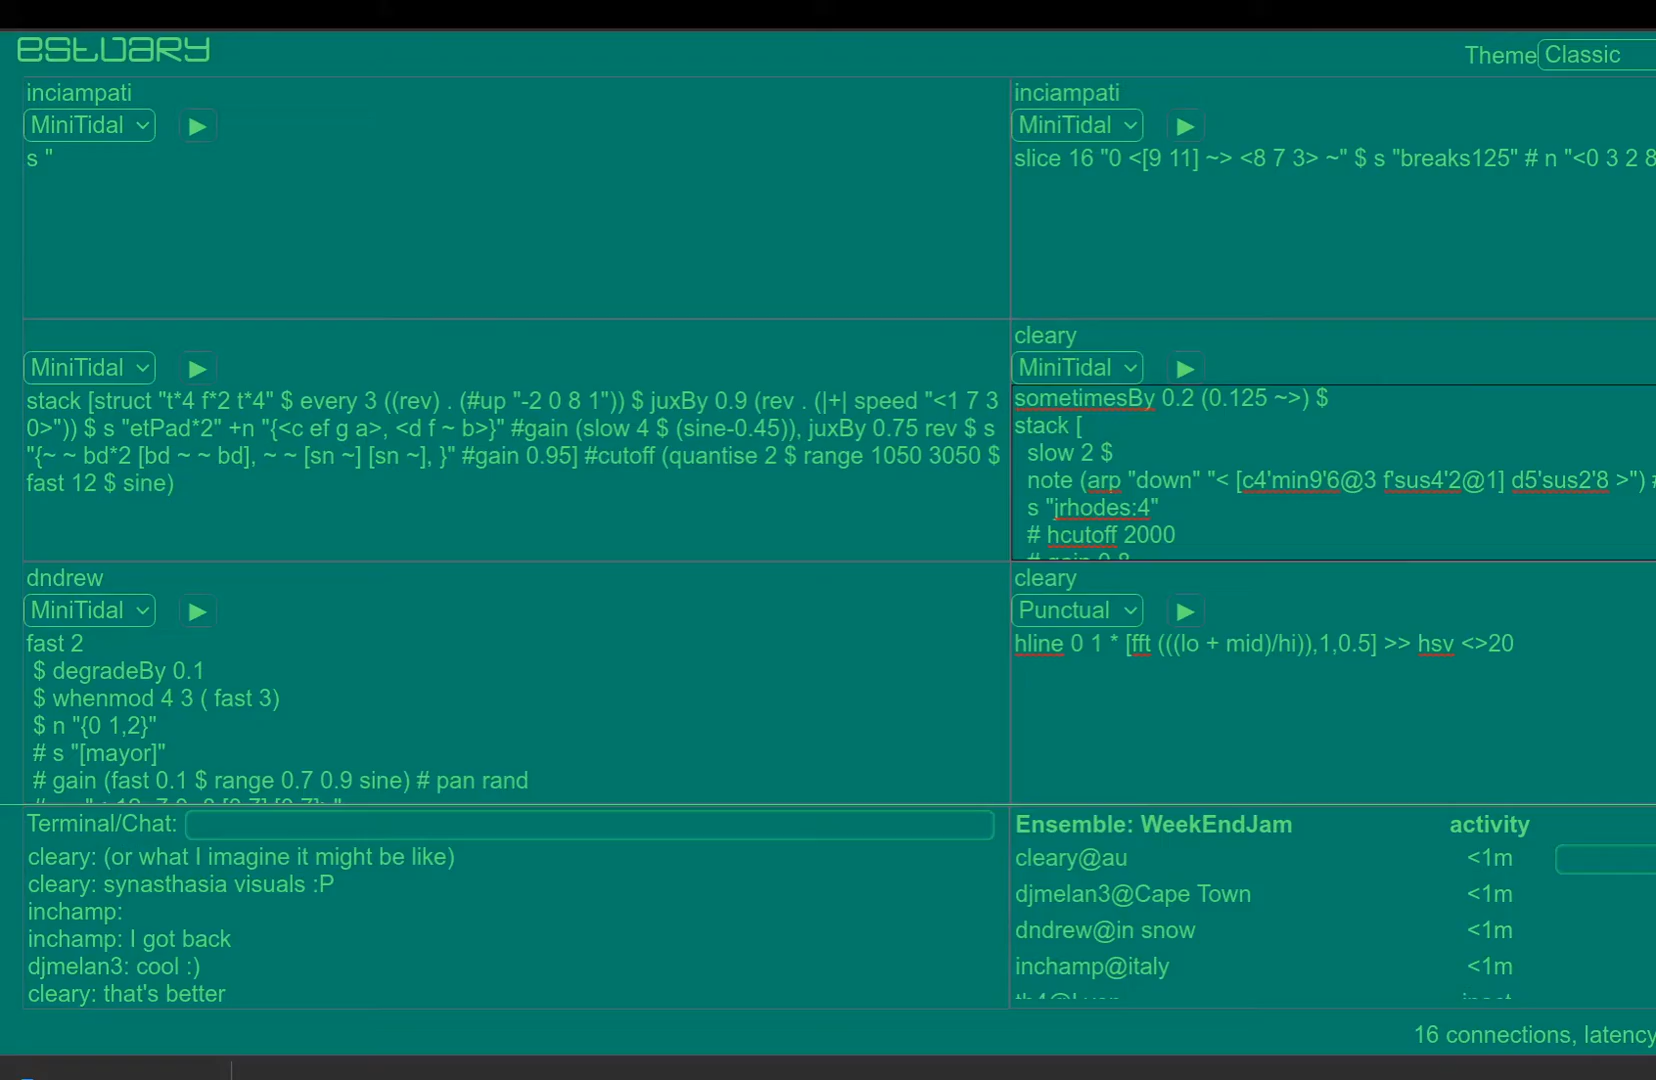 estuary
Theme Classic
inciampati
MiniTidal ▶
s "
inciampati
MiniTidal ▶
slice 16 "0 <[9 11] ~> <8 7 3> ~" $ s "breaks125" # n "<0 3 2 8
MiniTidal ▶
stack [struct "t*4 f*2 t*4" $ every 3 ((rev) . (#up "-2 0 8 1")) $ juxBy 0.9 (rev . (|+| speed "<1 7 3
0>")) $ s "etPad*2" +n "{<c ef g a>, <d f ~ b>}" #gain (slow 4 $ (sine-0.45)), juxBy 0.75 rev $ s
"{~ ~ bd*2 [bd ~ ~ bd], ~ ~ [sn ~] [sn ~], }" #gain 0.95] #cutoff (quantise 2 $ range 1050 3050 $
fast 12 $ sine)
cleary
MiniTidal ▶
sometimesBy 0.2 (0.125 ~>) $
stack [
slow 2 $
note (arp "down" "< [c4'min9'6@3 f'sus4'2@1] d5'sus2'8 >") #
s "jrhodes:4"
# hcutoff 2000
# gain 0.8
dndrew
MiniTidal ▶
fast 2
$ degradeBy 0.1
$ whenmod 4 3 ( fast 3)
$ n "{0 1,2}"
# s "[mayor]"
# gain (fast 0.1 $ range 0.7 0.9 sine) # pan rand
cleary
Punctual ▶
hline 0 1 * [fft (((lo + mid)/hi)),1,0.5] >> hsv <>20
Terminal/Chat:
cleary: (or what I imagine it might be like)
cleary: synasthasia visuals :P
inchamp:
inchamp: I got back
djmelan3: cool :)
cleary: that's better
Ensemble: WeekEndJam activity
cleary@au <1m
djmelan3@Cape Town <1m
dndrew@in snow <1m
inchamp@italy <1m
16 connections, latency